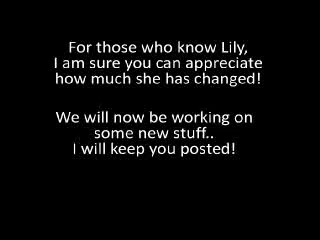 For those who know Lily,
I am sure you can appreciate
how much she has changed!
We will now be working on
some new stuff..
I will keep you posted!